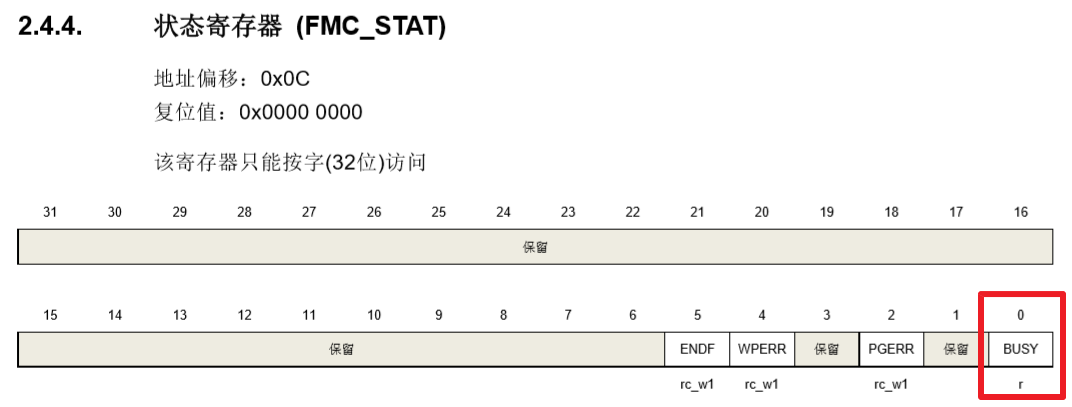 2.4.4. 状态寄存器 (FMC_STAT)
地址偏移：0x0C
复位值：0x0000 0000
该寄存器只能按字(32位)访问
31 30 29 28 27 26 25 24 23 22 21 20 19 18 17 16
保留
15 14 13 12 11 10 9 8 7 6 5 4 3 2 1 0
保留 ENDF WPERR 保留 PGERR 保留 BUSY
rc_w1 rc_w1 rc_w1 r